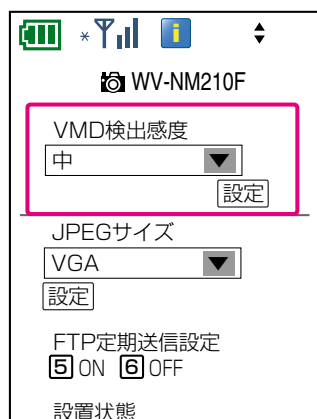 WV-NM210F
VMD検出感度
中
設定
JPEGサイズ
VGA
設定
FTP定期送信設定
5 ON 6 OFF
設置状態